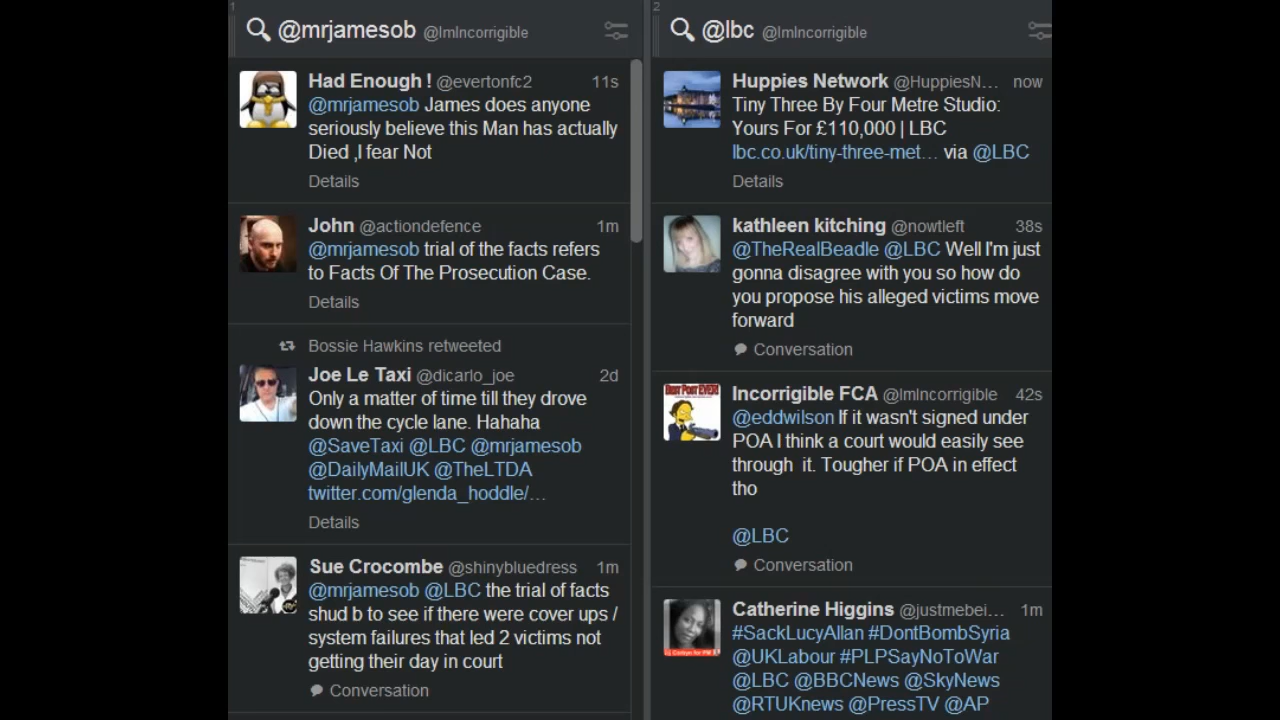 1
@mrjamesob @ImIncorrigible
Had Enough ! @evertonfc2 11s
@mrjamesob James does anyone
seriously believe this Man has actually
Died ,I fear Not
Details
John @actiondefence 1m
@mrjamesob trial of the facts refers
to Facts Of The Prosecution Case.
Details
Bossie Hawkins retweeted
Joe Le Taxi @dicarlo_joe 2d
Only a matter of time till they drove
down the cycle lane. Hahaha
@SaveTaxi @LBC @mrjamesob
@DailyMailUK @TheLTDA
twitter.com/glenda_hoddle/…
Details
Sue Crocombe @shinybluedress 1m
@mrjamesob @LBC the trial of facts
shud b to see if there were cover ups /
system failures that led 2 victims not
getting their day in court
Conversation
2
@lbc @ImIncorrigible
Huppies Network @HuppiesN… now
Tiny Three By Four Metre Studio:
Yours For £110,000 | LBC
lbc.co.uk/tiny-three-met… via @LBC
Details
kathleen kitching @nowtleft 38s
@TheRealBeadle @LBC Well I'm just
gonna disagree with you so how do
you propose his alleged victims move
forward
Conversation
BEST POST EVER!
Incorrigible FCA @ImIncorrigible 42s
@eddwilson If it wasn't signed under
POA I think a court would easily see
through  it. Tougher if POA in effect
tho
@LBC
Conversation
Catherine Higgins @justmebei… 1m
#SackLucyAllan #DontBombSyria
@UKLabour #PLPSayNoToWar
@LBC @BBCNews @SkyNews
@RTUKnews @PressTV @AP